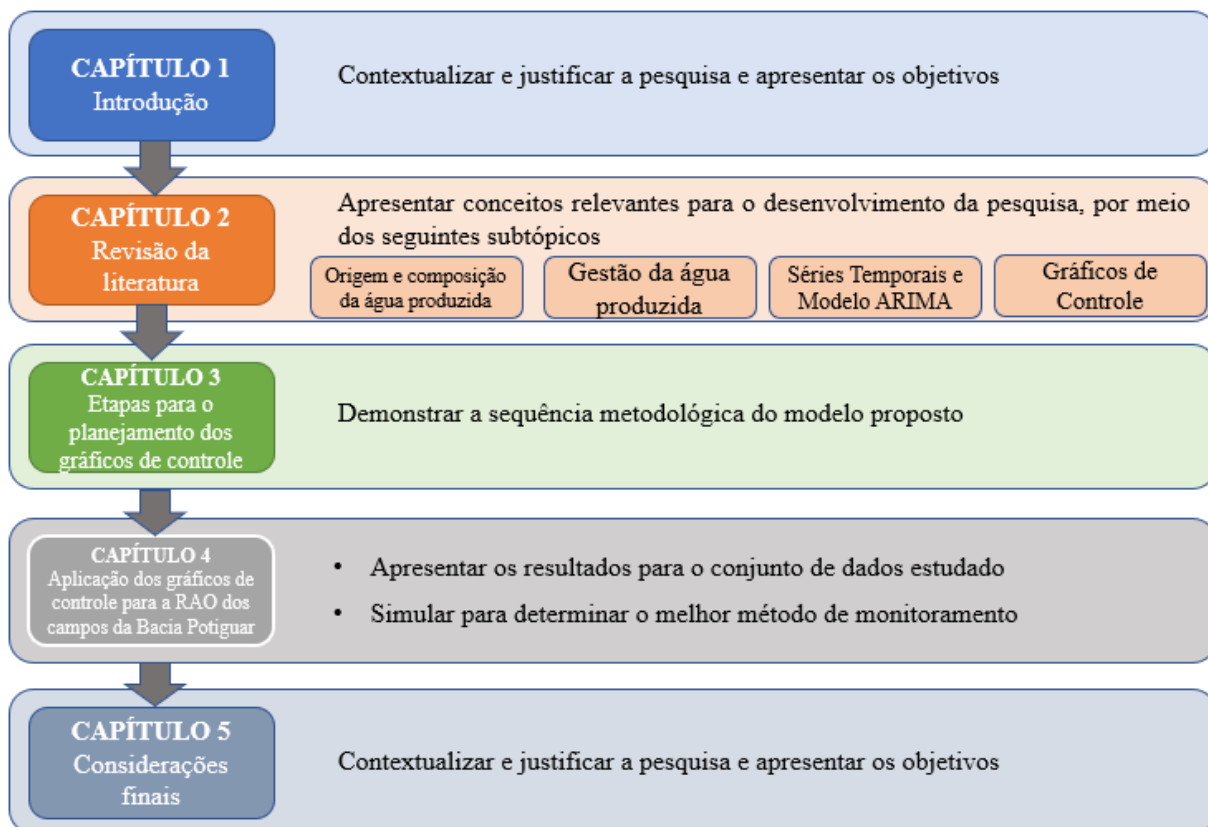 CAPÍTULO 1
Introdução
Contextualizar e justificar a pesquisa e apresentar os objetivos
CAPÍTULO 2
Revisão da
literatura
Apresentar conceitos relevantes para o desenvolvimento da pesquisa, por meio
dos seguintes subtópicos
Origem e composição
da água produzida
Gestão da água
produzida
Séries Temporais e
Modelo ARIMA
Gráficos de
Controle
CAPÍTULO 3
Etapas para o
planejamento dos
gráficos de controle
Demonstrar a sequência metodológica do modelo proposto
CAPÍTULO 4
Aplicação dos gráficos de
controle para a RAO dos
campos da Bacia Potiguar
• Apresentar os resultados para o conjunto de dados estudado
• Simular para determinar o melhor método de monitoramento
CAPÍTULO 5
Considerações
finais
Contextualizar e justificar a pesquisa e apresentar os objetivos